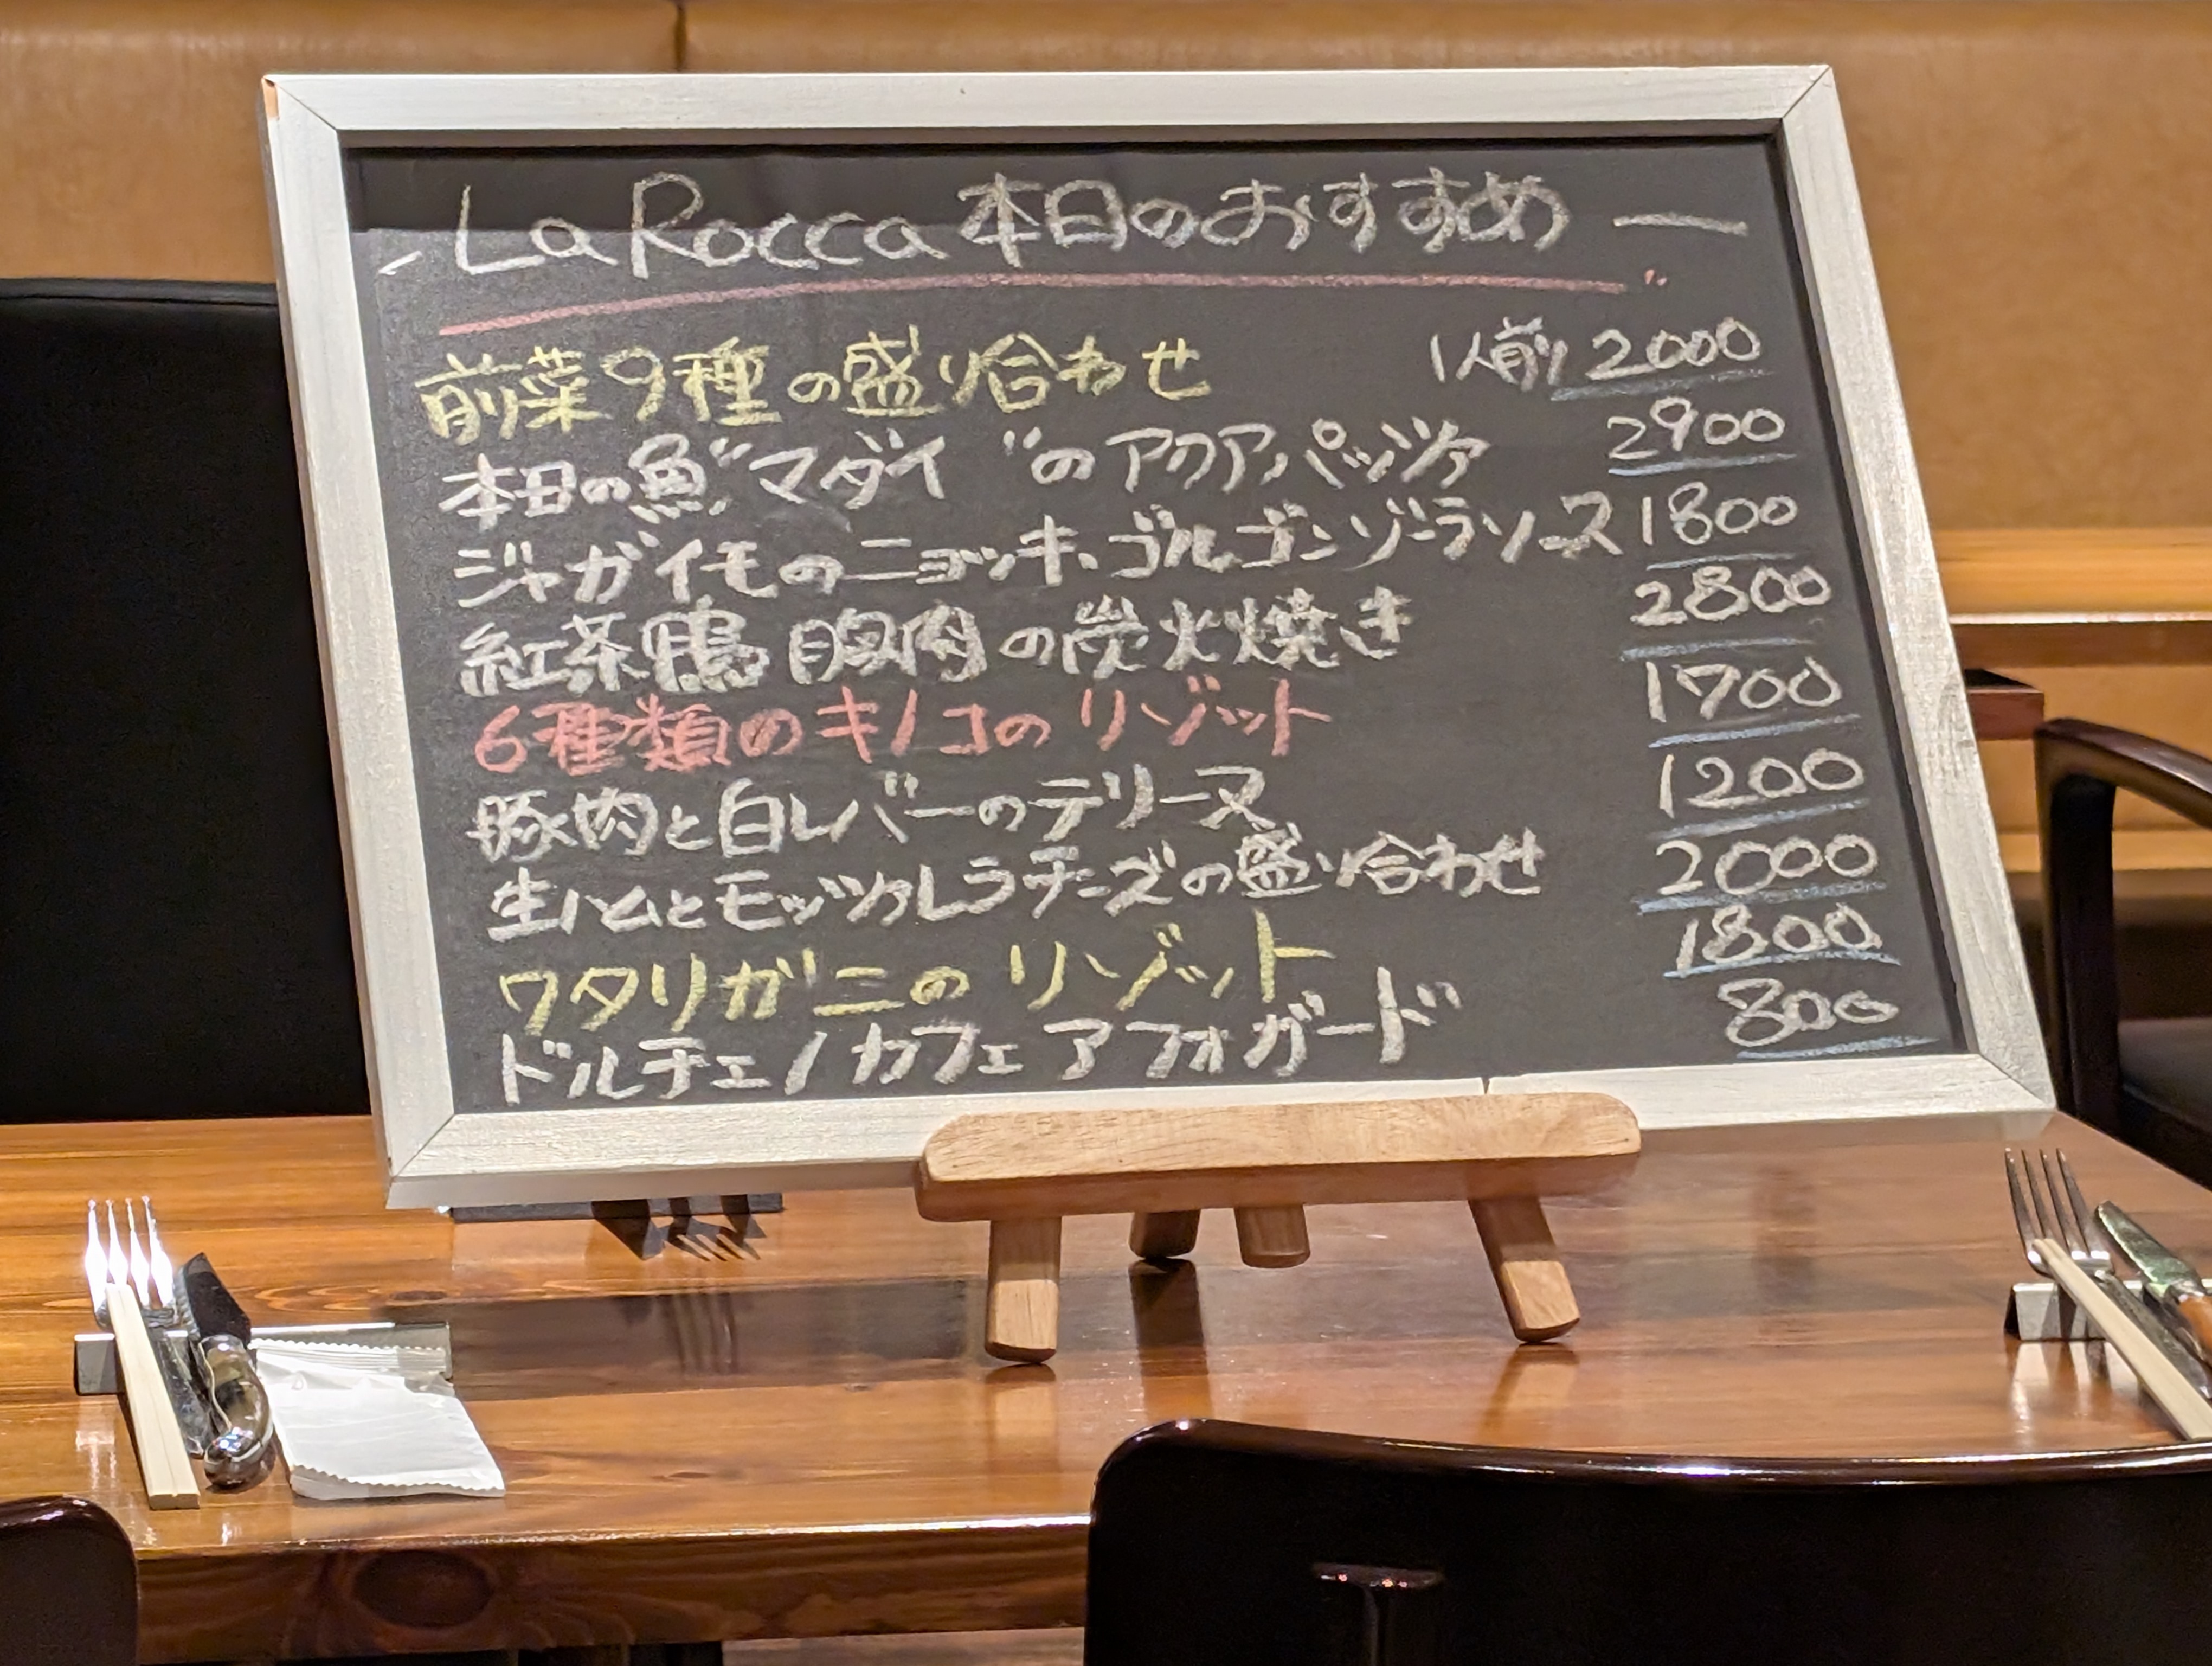 La Rocca 本日のおすすめ
前菜9種の盛り合わせ 1人前 2000
本日の魚"マダイ"のアクアパッツァ 2900
ジャガイモのニョッキ、ゴルゴンゾーラソース 1800
紅茶鴨胸肉の炭火焼き 2800
6種類のキノコのリゾット 1700
豚肉と白レバーのテリーヌ 1200
生ハムとモッツァレラチーズの盛り合わせ 2000
ワタリガニのリゾット 1800
ドルチェ/カフェアフォガード 800